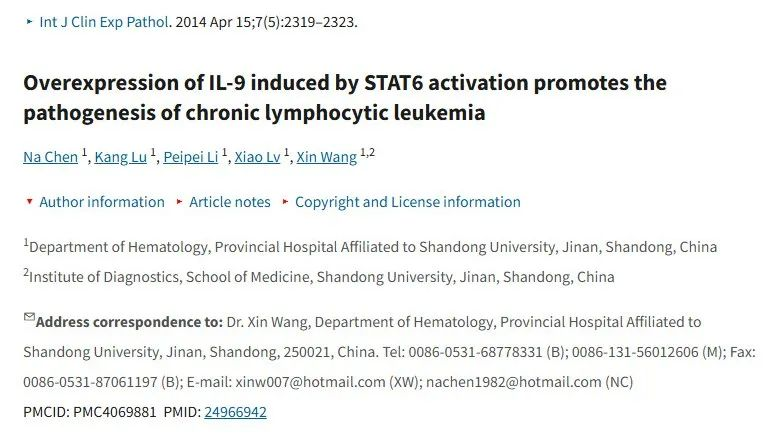 Int J Clin Exp Pathol. 2014 Apr 15;7(5):2319–2323.
Overexpression of IL-9 induced by STAT6 activation promotes the
pathogenesis of chronic lymphocytic leukemia
Na Chen 1, Kang Lu 1, Peipei Li 1, Xiao Lv 1, Xin Wang 1,2
Author information Article notes Copyright and License information
1Department of Hematology, Provincial Hospital Affiliated to Shandong University, Jinan, Shandong, China
2Institute of Diagnostics, School of Medicine, Shandong University, Jinan, Shandong, China
Address correspondence to: Dr. Xin Wang, Department of Hematology, Provincial Hospital Affiliated to
Shandong University, Jinan, Shandong, 250021, China. Tel: 0086-0531-68778331 (B); 0086-131-56012606 (M); Fax:
0086-0531-87061197 (B); E-mail: xinw007@hotmail.com (XW); nachen1982@hotmail.com (NC)
PMCID: PMC4069881 PMID: 24966942